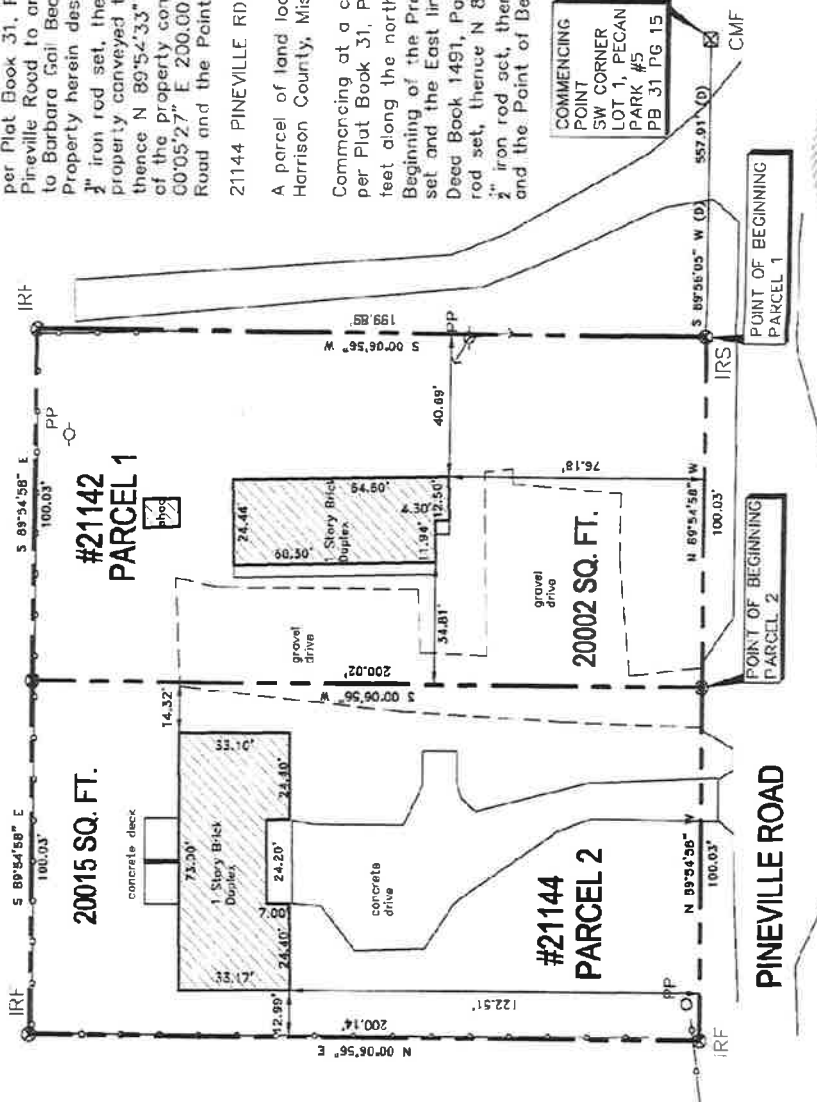 per Plat Book 31, P
Pineville Road to an
to Barbara Gail Bec
Property herein des
1/2" iron rod set, the
property conveyed t
thence N 89°54'33"
of the property con
00°05'27" E 200.00
Road and the Point
21144 PINEVILLE RD
A parcel of land loc
Harrison County, Mis
Commencing at a c
per Plat Book 31, P
feet along the north
Beginning of the Pr
set and the East lin
Deed Book 1491, Pa
rod set, thence N 8
1/2" iron rod set, then
and the Point of Be
COMMENCING
POINT
SW CORNER
LOT 1, PECAN
PARK #5
PB 31 PG 15
CMF
557.91' (D)
S 89°56'05" W (D)
POINT OF BEGINNING
PARCEL 1
IRS
IRF
S 00°06'56" W
199.89'
PP
PP
S 89°54'58" E
100.03'
#21142
PARCEL 1
shed
24.44
60.30'
64.60'
1 Story Brick
Duplex
4.30'
12.50'
11.94'
40.69'
76.18'
34.81'
gravel
drive
gravel
drive
20002 SQ. FT.
N 89°54'58" W
100.03'
POINT OF BEGINNING
PARCEL 2
S 00°06'56" W
200.02'
S 89°54'58" E
100.03'
IRF
20015 SQ. FT.
concrete deck
14.32'
33.10'
73.00'
1 Story Brick
Duplex
24.40'
24.20'
7.00'
24.40'
33.17'
12.99'
concrete
drive
#21144
PARCEL 2
122.51'
N 00°06'56" E
200.14'
N 89°54'58" W
100.03'
PP
IRF
PINEVILLE ROAD